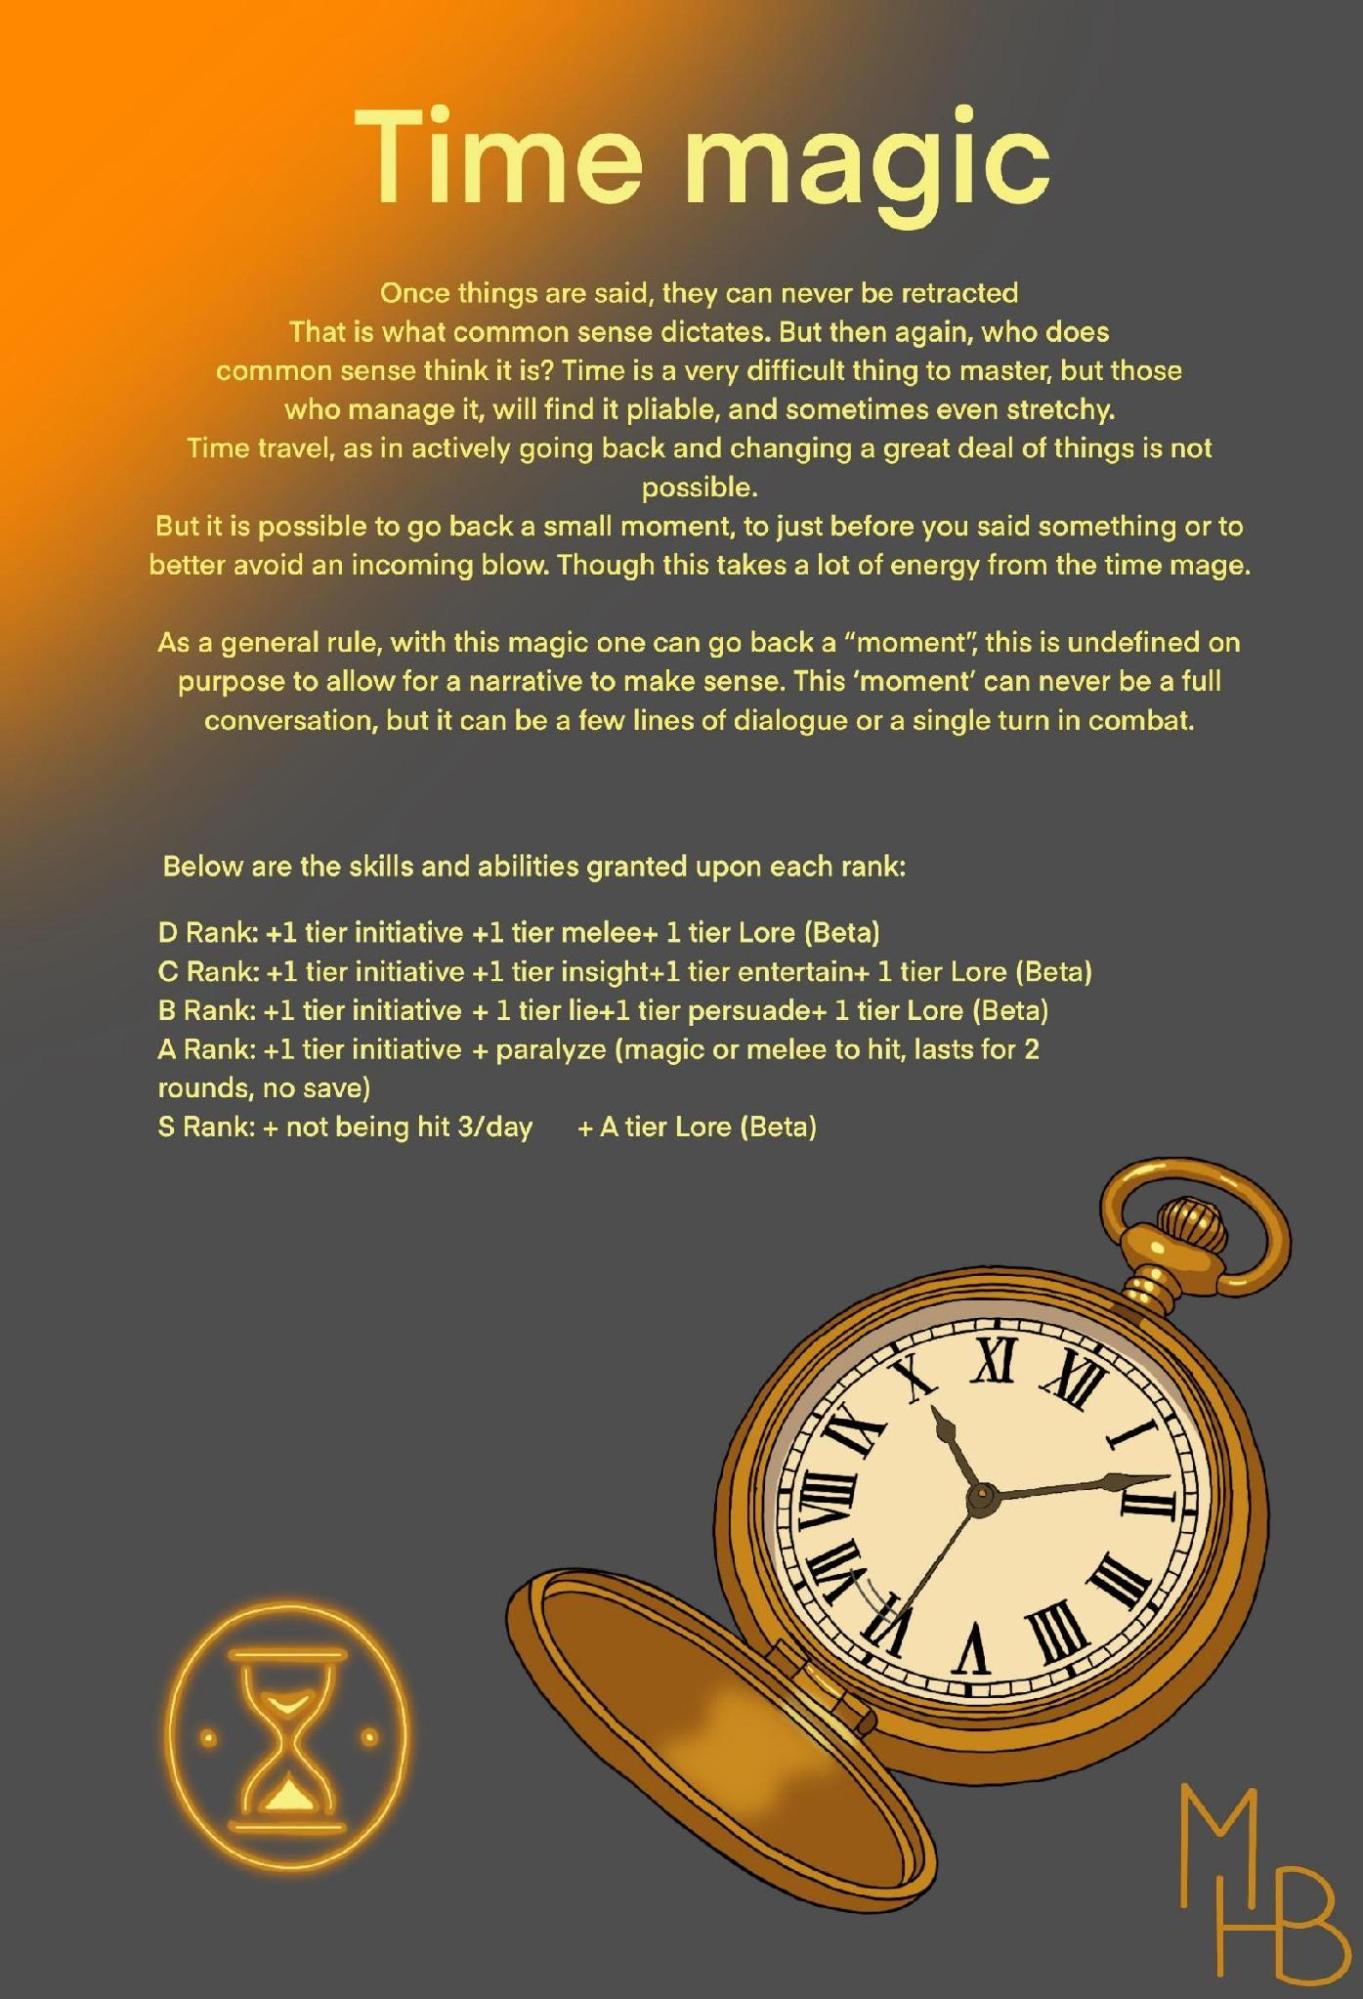 Time magic
Once things are said, they can never be retracted
That is what common sense dictates. But then again, who does
common sense think it is? Time is a very difficult thing to master, but those
who manage it, will find it pliable, and sometimes even stretchy.
Time travel, as in actively going back and changing a great deal of things is not
possible.
But it is possible to go back a small moment, to just before you said something or to
better avoid an incoming blow. Though this takes a lot of energy from the time mage.
As a general rule, with this magic one can go back a “moment”, this is undefined on
purpose to allow for a narrative to make sense. This ‘moment’ can never be a full
conversation, but it can be a few lines of dialogue or a single turn in combat.
Below are the skills and abilities granted upon each rank:
D Rank: +1 tier initiative +1 tier melee+ 1 tier Lore (Beta)
C Rank: +1 tier initiative +1 tier insight+1 tier entertain+ 1 tier Lore (Beta)
B Rank: +1 tier initiative + 1 tier lie+1 tier persuade+ 1 tier Lore (Beta)
A Rank: +1 tier initiative + paralyze (magic or melee to hit, lasts for 2
rounds, no save)
S Rank: + not being hit 3/day + A tier Lore (Beta)
XI
XII
I
II
III
IIII
V
VI
VII
VIII
IX
X
MHB